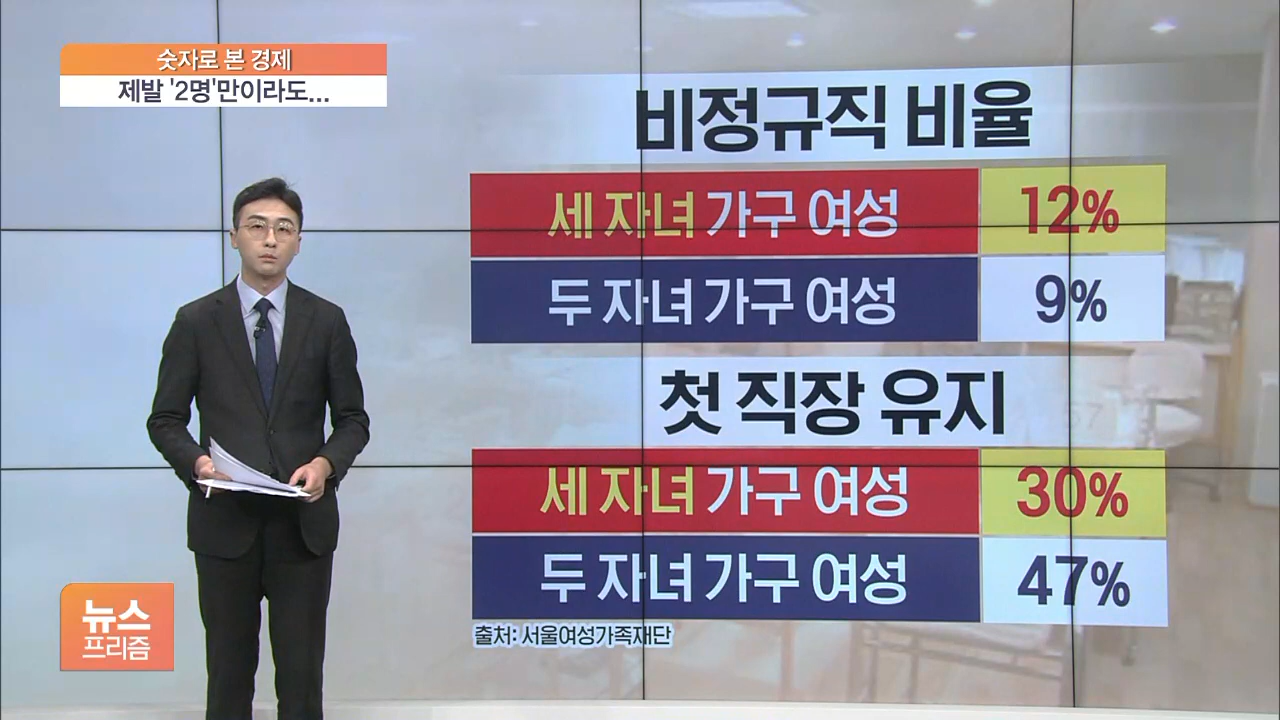 숫자로 본 경제
제발 '2명'만이라도...
비정규직 비율
세 자녀 가구 여성 12%
두 자녀 가구 여성 9%
첫 직장 유지
세 자녀 가구 여성 30%
두 자녀 가구 여성 47%
출처: 서울여성가족재단
뉴스
프리즘